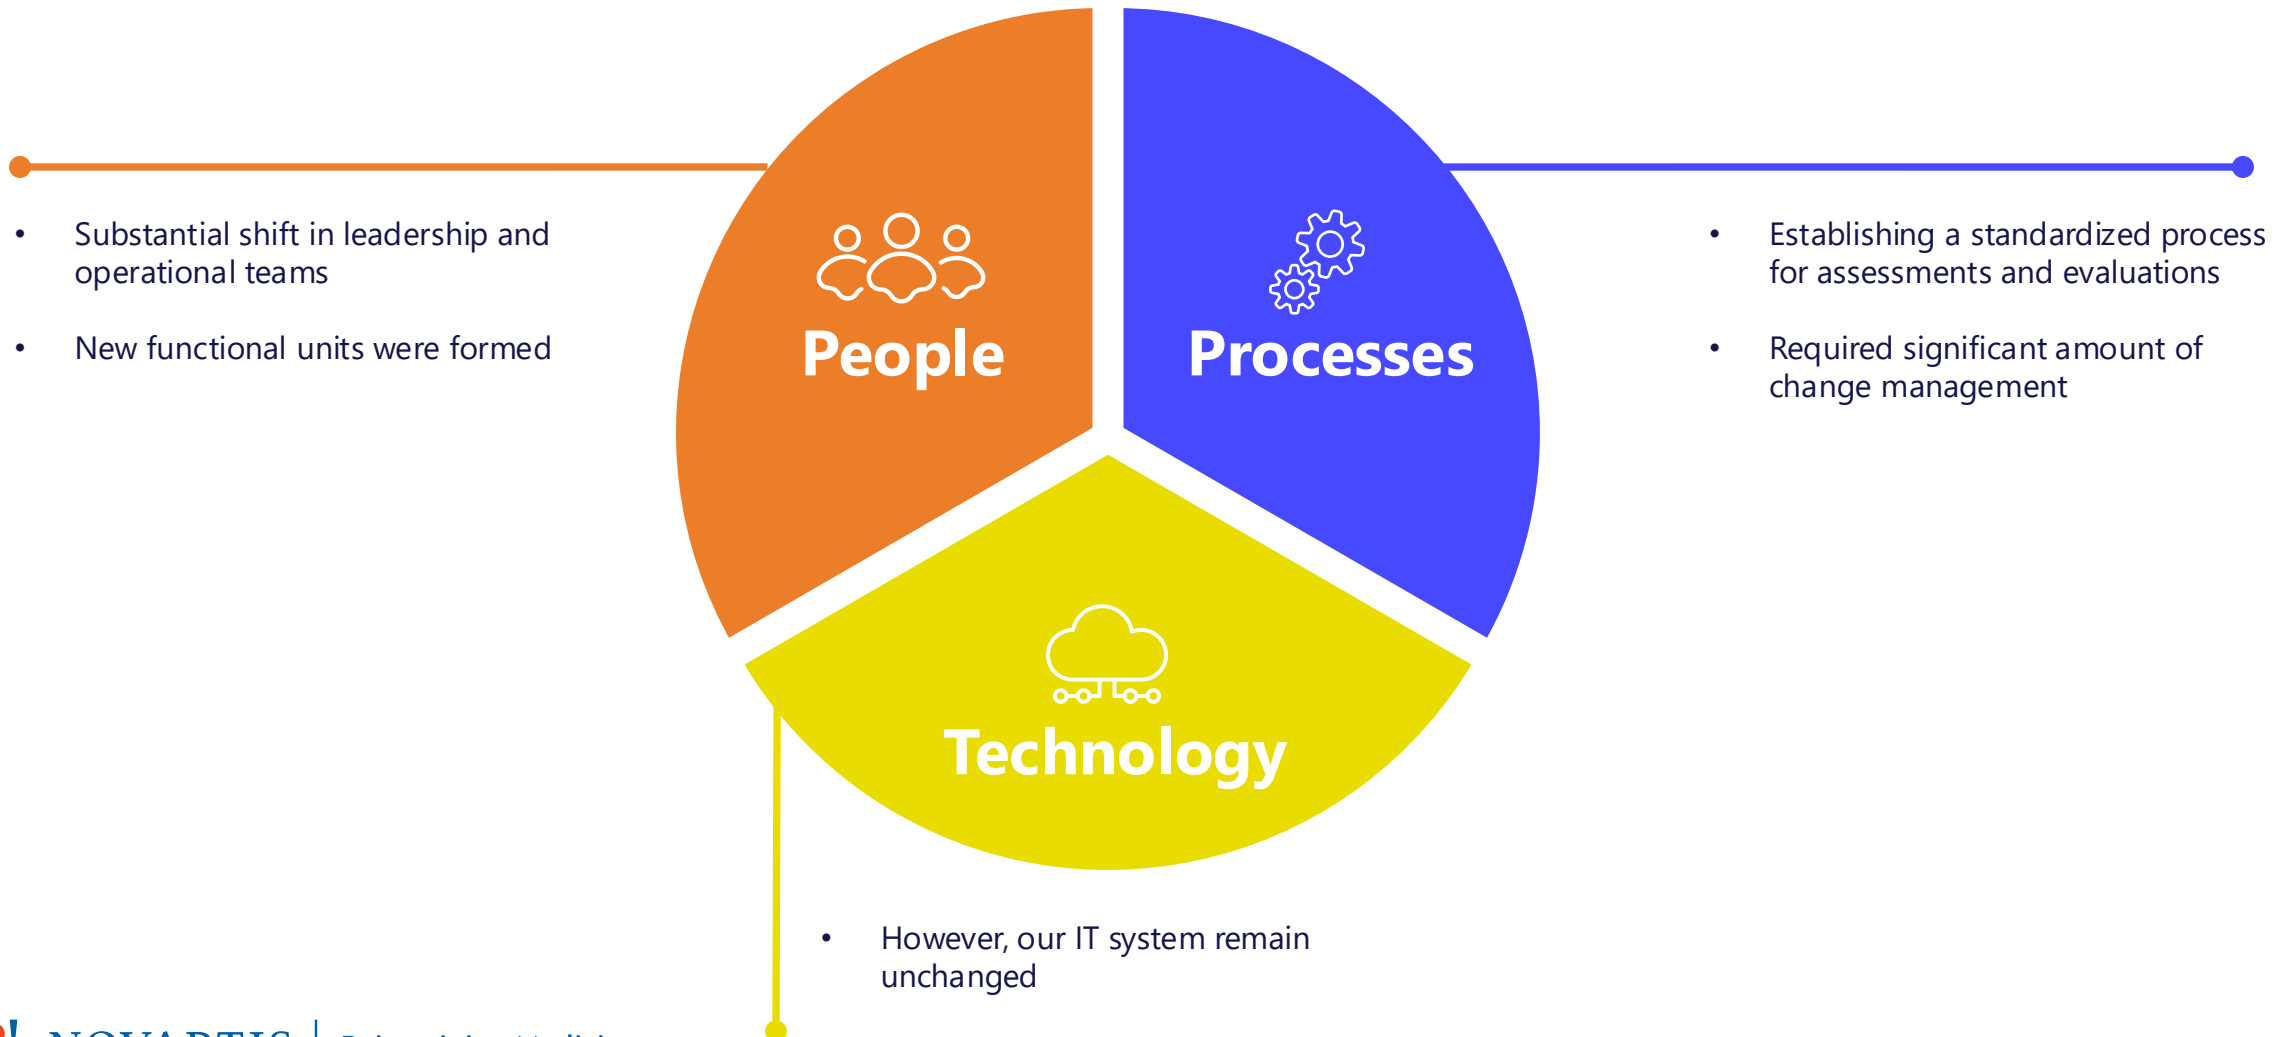 • Substantial shift in leadership and
operational teams
• New functional units were formed
People
Processes
• Establishing a standardized process
for assessments and evaluations
• Required significant amount of
change management
Technology
• However, our IT system remain
unchanged
NOVARTIS